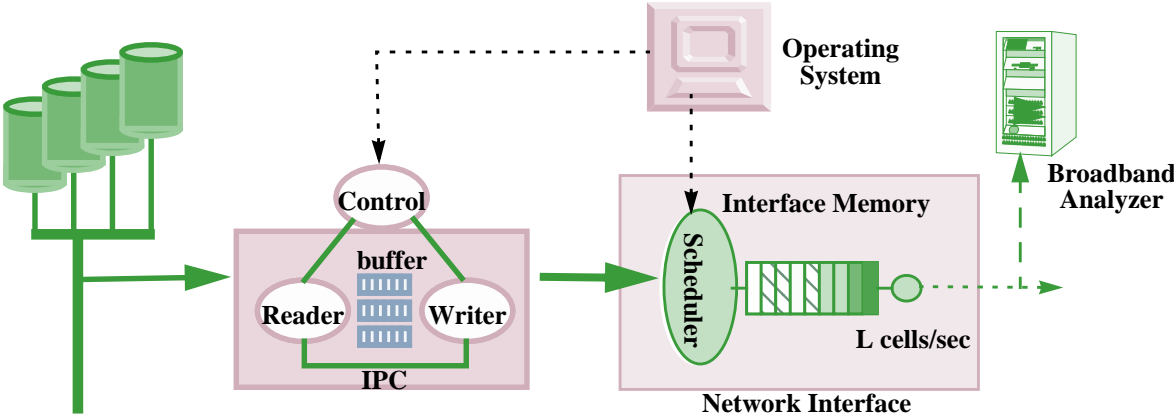 Operating
System
Broadband
Analyzer
Control
Interface Memory
Scheduler
buffer
Reader
Writer
L cells/sec
IPC
Network Interface